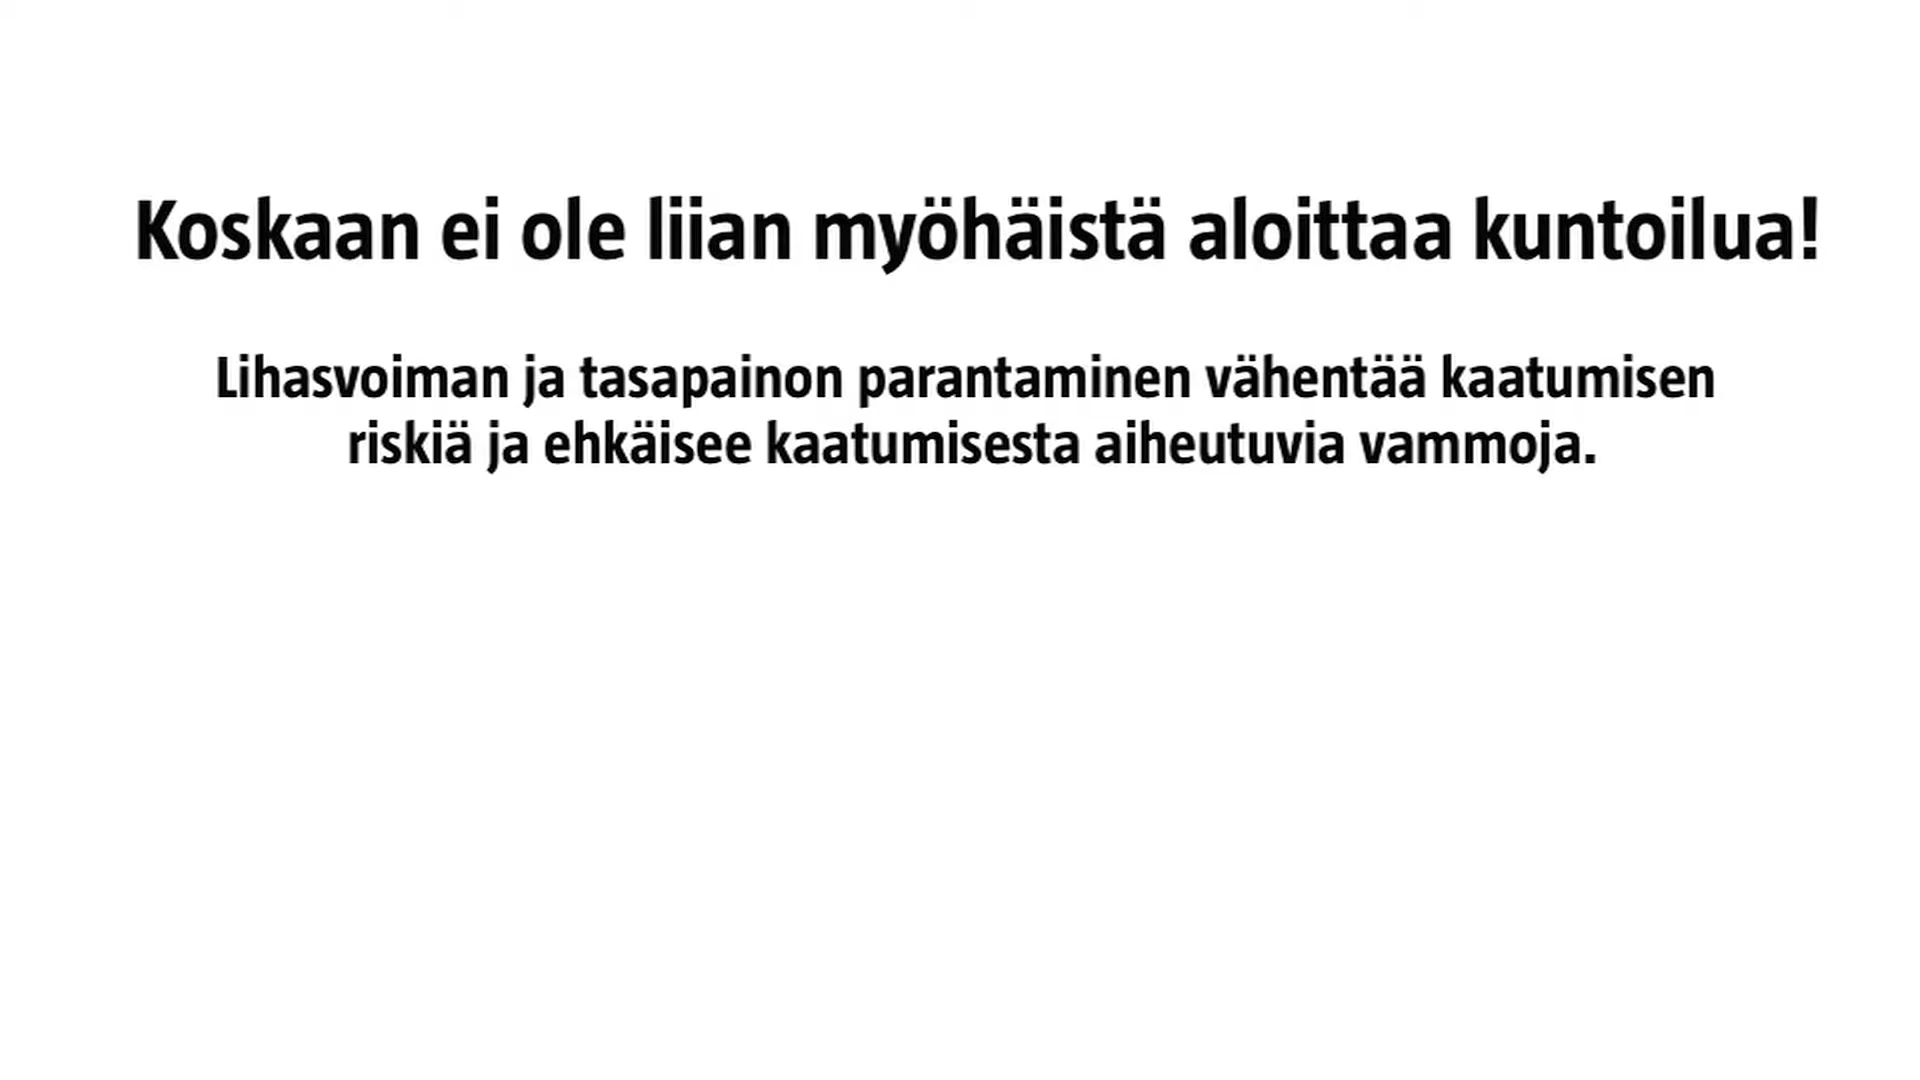 Koskaan ei ole liian myöhäistä aloittaa kuntoilua!
Lihasvoiman ja tasapainon parantaminen vähentää kaatumisen
riskiä ja ehkäisee kaatumisesta aiheutuvia vammoja.